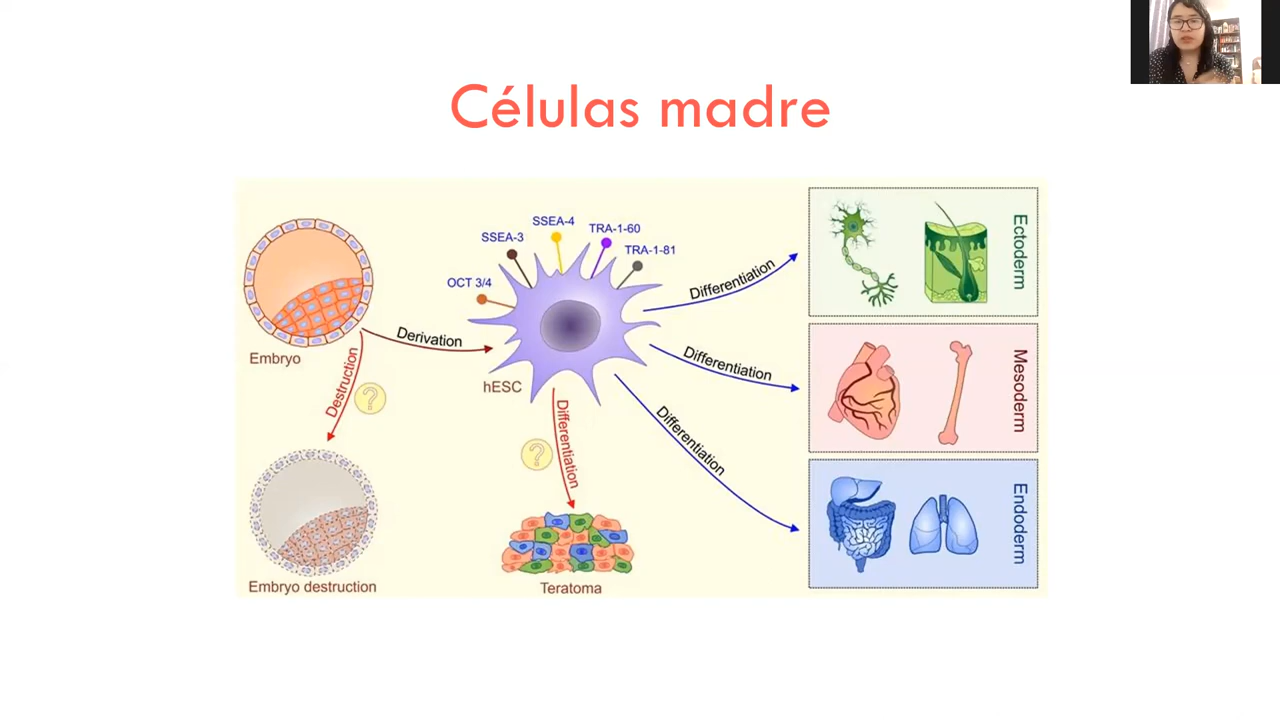 Células madre
SSEA-4
SSEA-3
TRA-1-60
TRA-1-81
OCT 3/4
Embryo
Derivation
hESC
Destruction
?
Embryo destruction
Differentiation
?
Teratoma
Differentiation
Ectoderm
Differentiation
Mesoderm
Differentiation
Endoderm